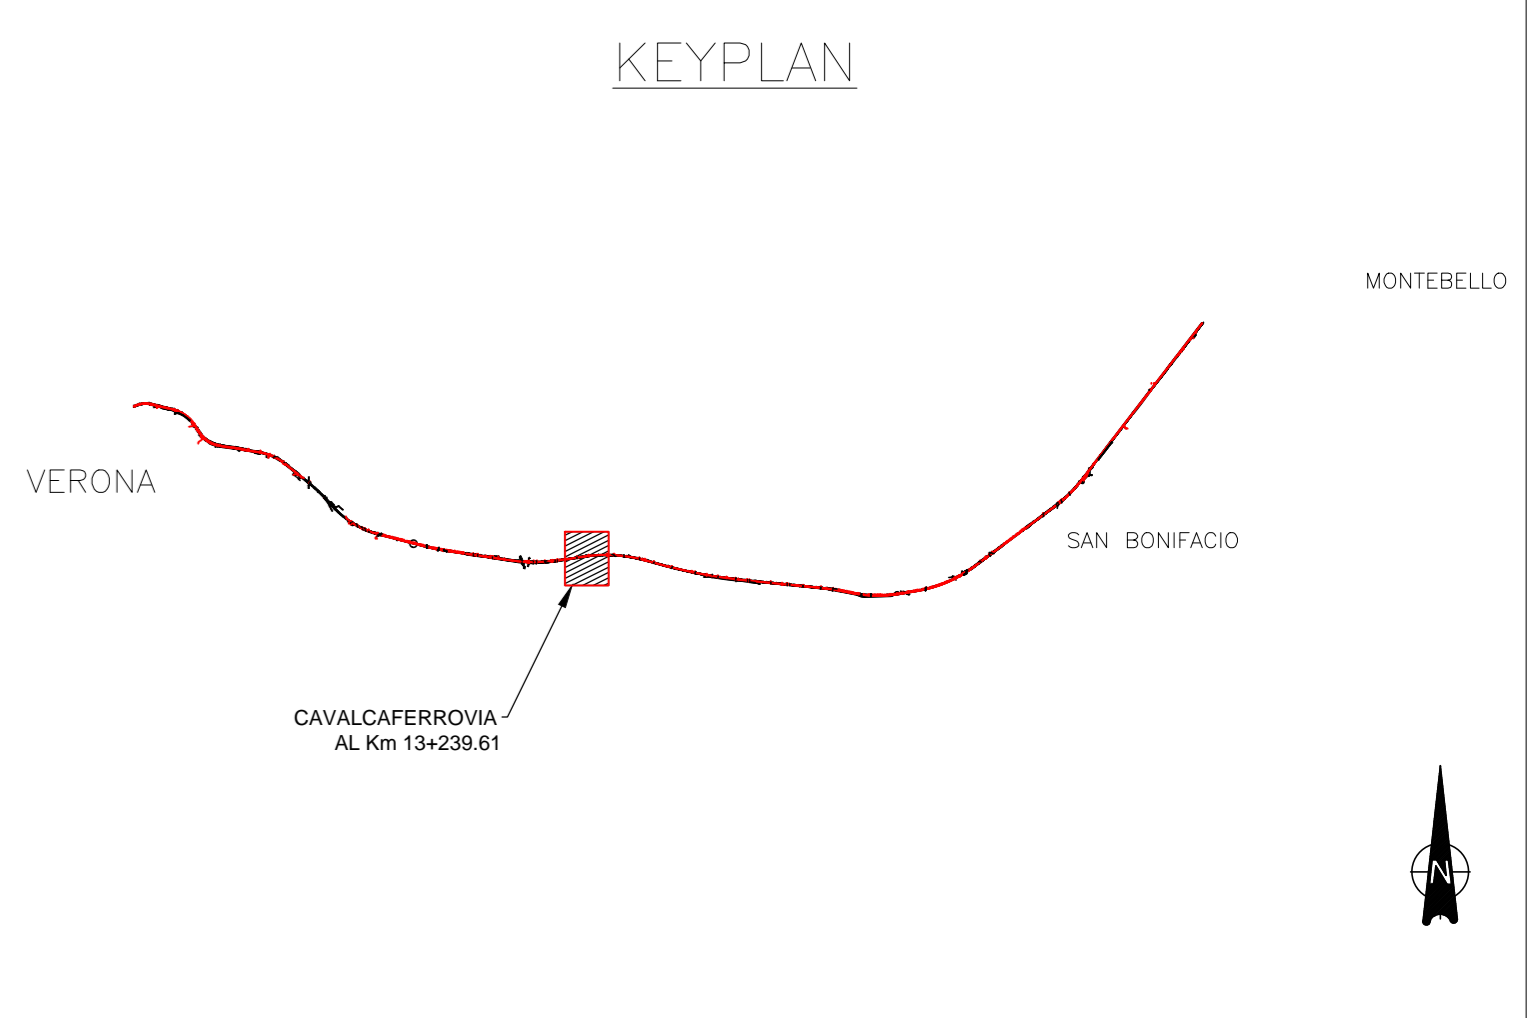 KEYPLAN
MONTEBELLO
VERONA
SAN BONIFACIO
CAVALCAFERROVIA
AL Km 13+239.61
N